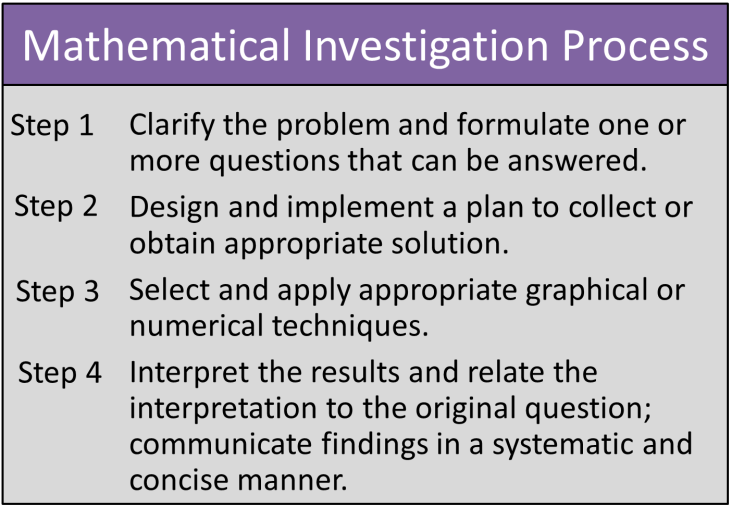 Mathematical Investigation Process
Step 1 Clarify the problem and formulate one or
more questions that can be answered.
Step 2 Design and implement a plan to collect or
obtain appropriate solution.
Step 3 Select and apply appropriate graphical or
numerical techniques.
Step 4 Interpret the results and relate the
interpretation to the original question;
communicate findings in a systematic and
concise manner.